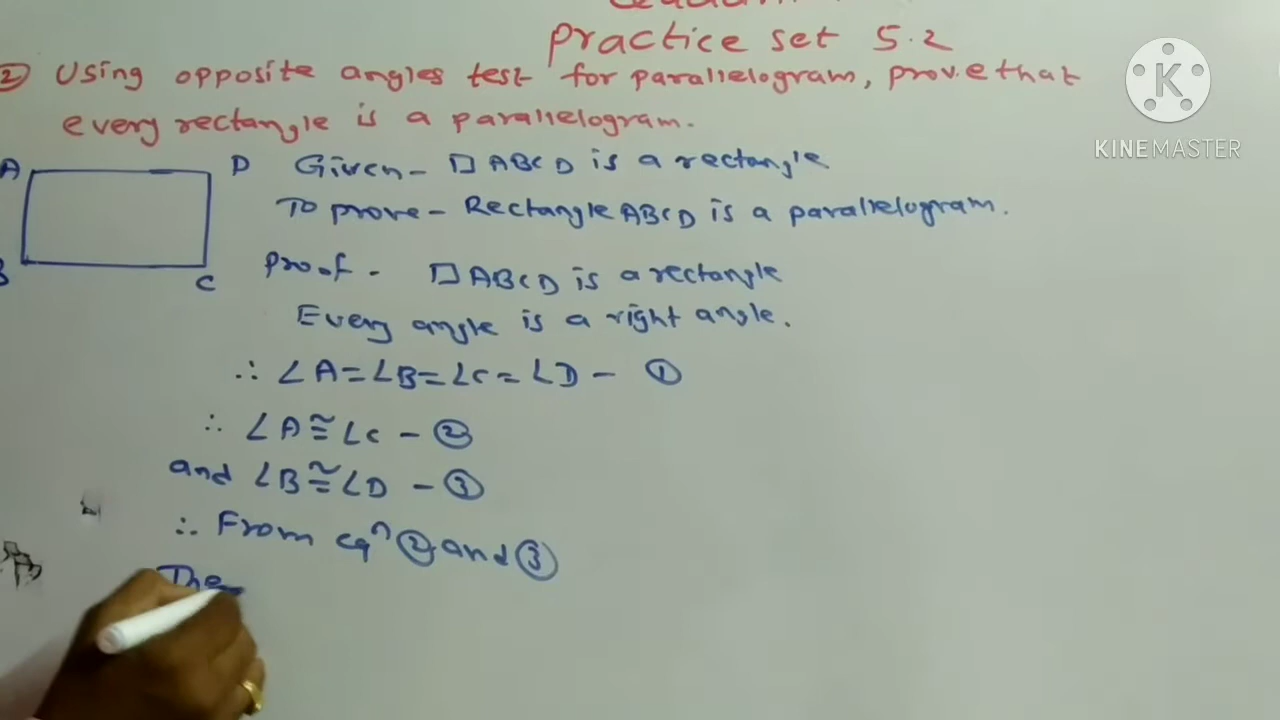 Practice set 5.2
② Using opposite angles test for parallelogram, prove that
every rectangle is a parallelogram.
A
D
B
C
Given- □ ABCD is a rectangle
To prove- Rectangle ABCD is a parallelogram.
Proof - □ ABCD is a rectangle
Every angle is a right angle.
∴ ∠A=∠B=∠C=∠D - ①
∴ ∠A≅∠C - ②
and ∠B≅∠D - ③
∴ From eqⁿ ② and ③
The
K
KINEMASTER